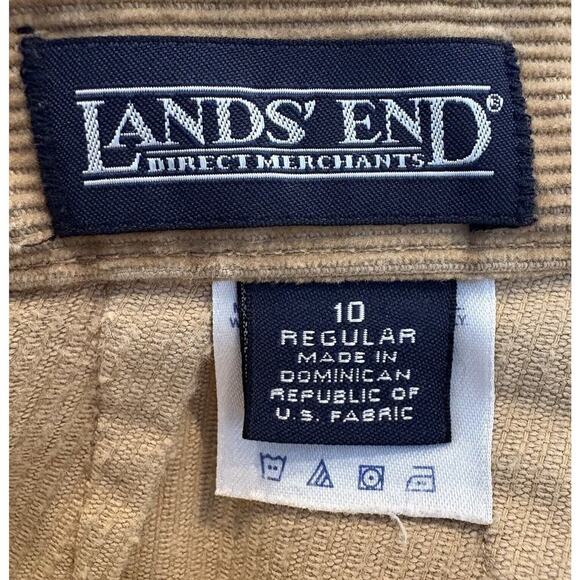 LANDS' END®
DIRECT MERCHANTS
10
REGULAR
MADE IN
DOMINICAN
REPUBLIC OF
U.S. FABRIC